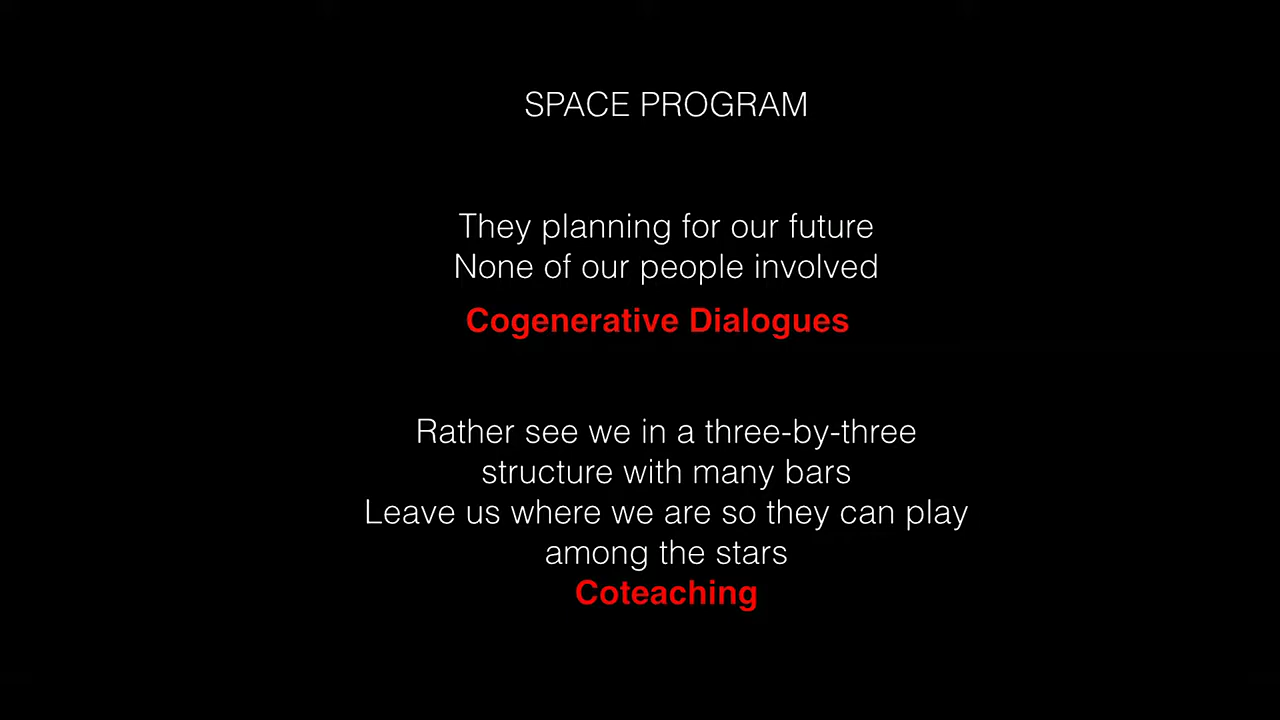 SPACE PROGRAM
They planning for our future
None of our people involved
Cogenerative Dialogues
Rather see we in a three-by-three
structure with many bars
Leave us where we are so they can play
among the stars
Coteaching